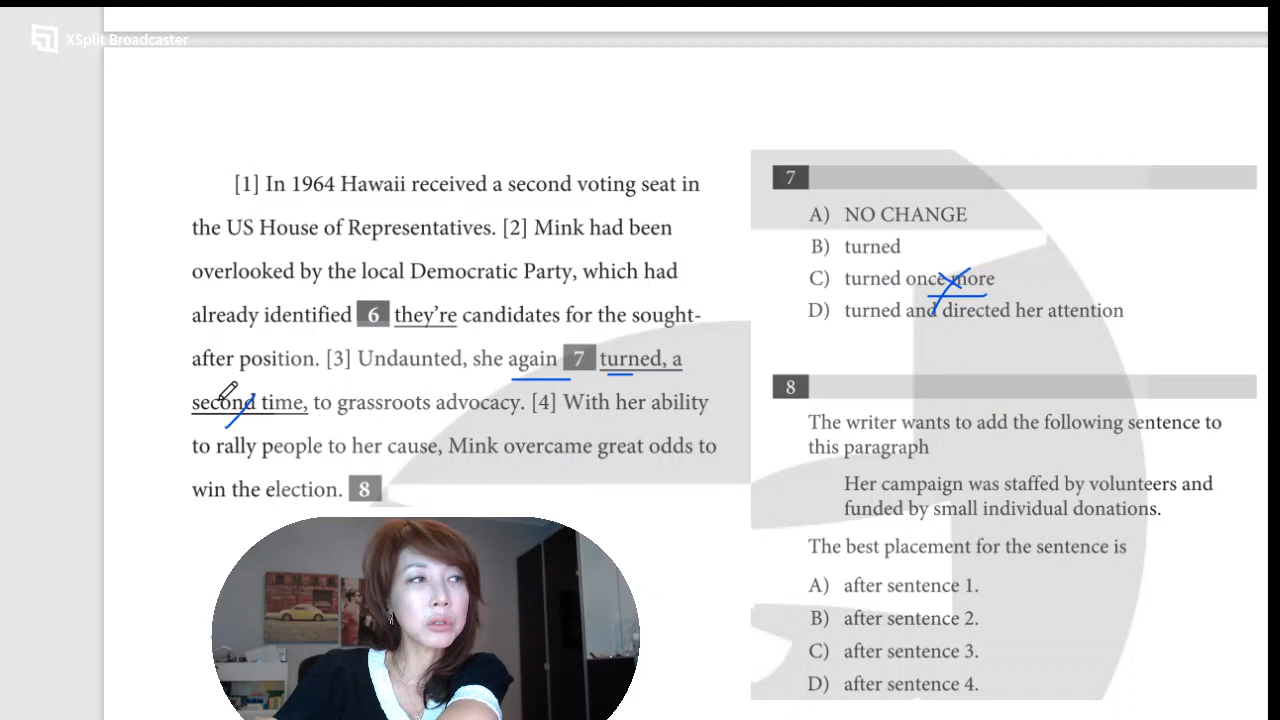 XSplit Broadcaster
[1] In 1964 Hawaii received a second voting seat in
the US House of Representatives. [2] Mink had been
overlooked by the local Democratic Party, which had
already identified 6 they're candidates for the sought-
after position. [3] Undaunted, she again 7 turned, a
second time, to grassroots advocacy. [4] With her ability
to rally people to her cause, Mink overcame great odds to
win the election. 8
7
A) NO CHANGE
B) turned
C) turned once more
D) turned and directed her attention
8
The writer wants to add the following sentence to
this paragraph
Her campaign was staffed by volunteers and
funded by small individual donations.
The best placement for the sentence is
A) after sentence 1.
B) after sentence 2.
C) after sentence 3.
D) after sentence 4.